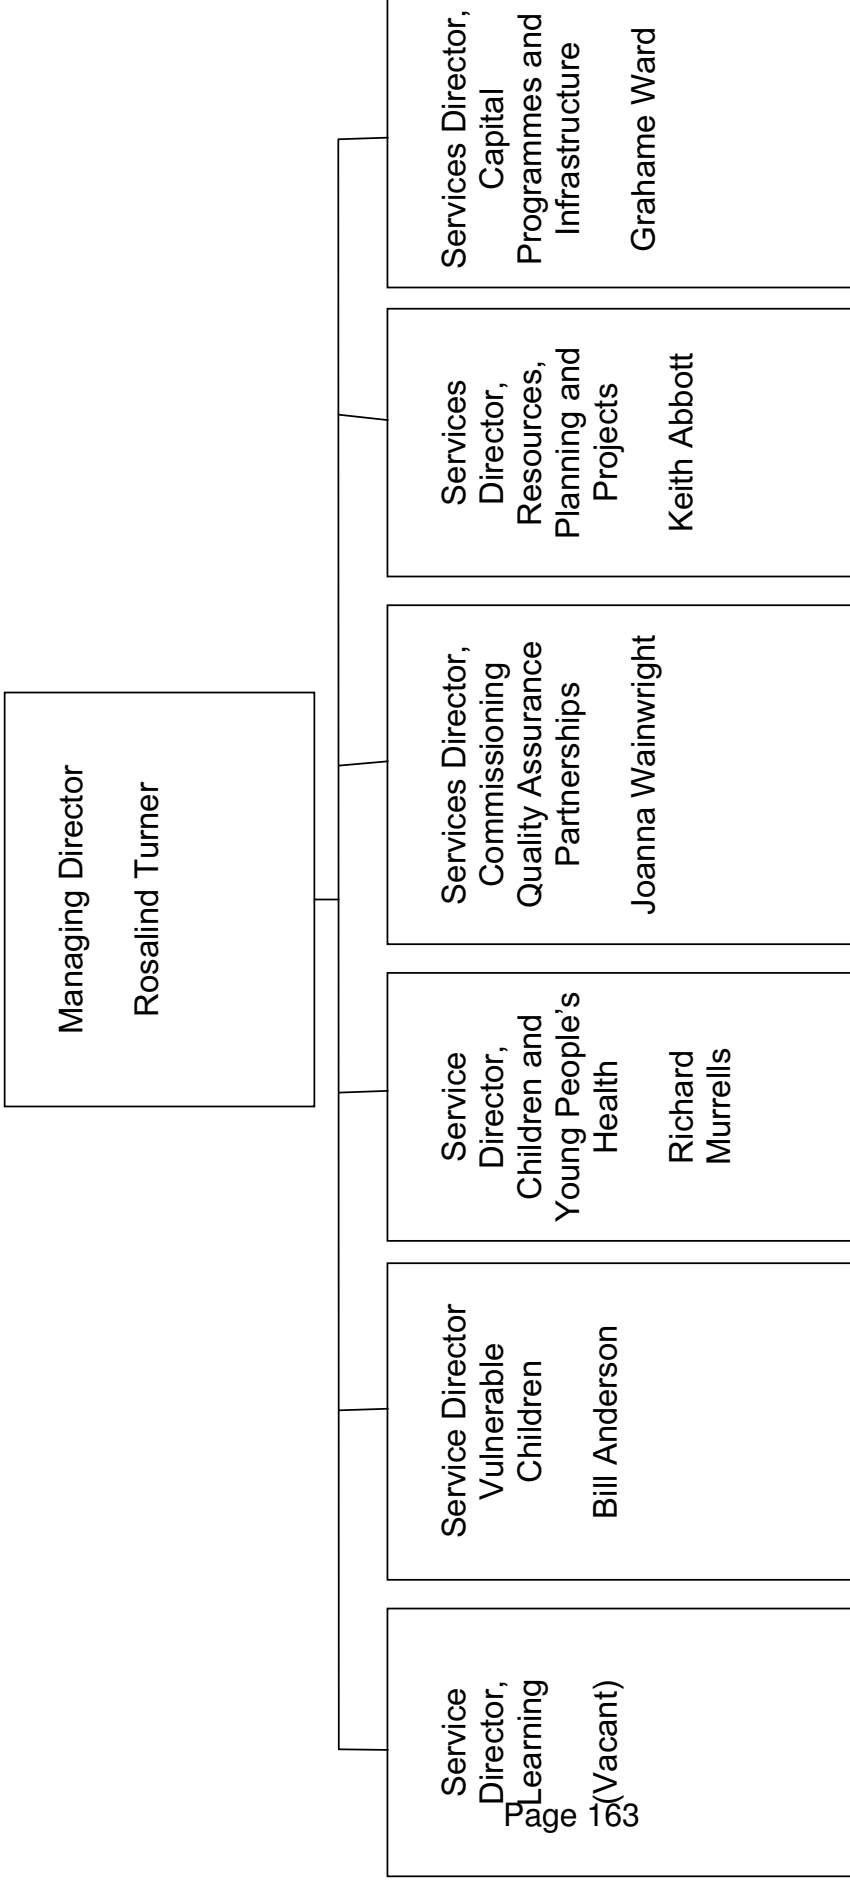 Managing Director
Rosalind Turner
Service
Director,
Learning
(Vacant)
Service Director
Vulnerable
Children
Bill Anderson
Service
Director,
Children and
Young People’s
Health
Richard
Murrells
Services Director,
Commissioning
Quality Assurance
Partnerships
Joanna Wainwright
Services
Director,
Resources,
Planning and
Projects
Keith Abbott
Services Director,
Capital
Programmes and
Infrastructure
Grahame Ward
Page 163